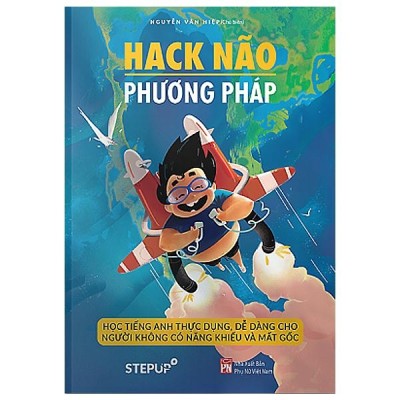 NGUYỄN VĂN HIỆP (Chủ biên)
HACK NÃO
PHƯƠNG PHÁP
HỌC TIẾNG ANH THỰC DỤNG, DỄ DÀNG CHO
NGƯỜI KHÔNG CÓ NĂNG KHIẾU VÀ MẤT GỐC
STEPUP
PN
Nhà Xuất Bản
Phụ Nữ Việt Nam